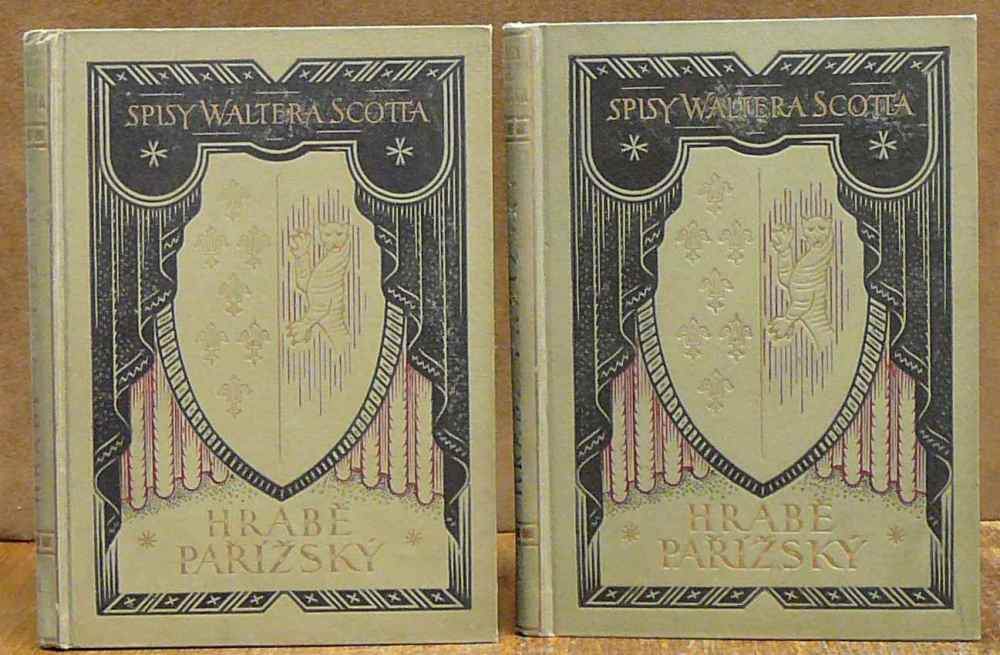 SPISY WALTERA SCOTTA
HRABĚ
PAŘÍŽSKÝ
SPISY WALTERA SCOTTA
HRABĚ
PAŘÍŽSKÝ